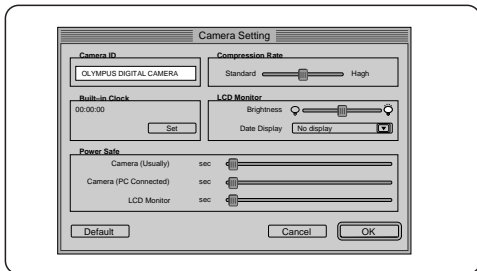 Camera Setting
Camera ID
OLYMPUS DIGITAL CAMERA
Compression Rate
Standard Hagh
Built-in Clock
00:00:00
Set
LCD Monitor
Brightness
Date Display No display
Power Safe
Camera (Usually) sec
Camera (PC Connected) sec
LCD Monitor sec
Default Cancel OK